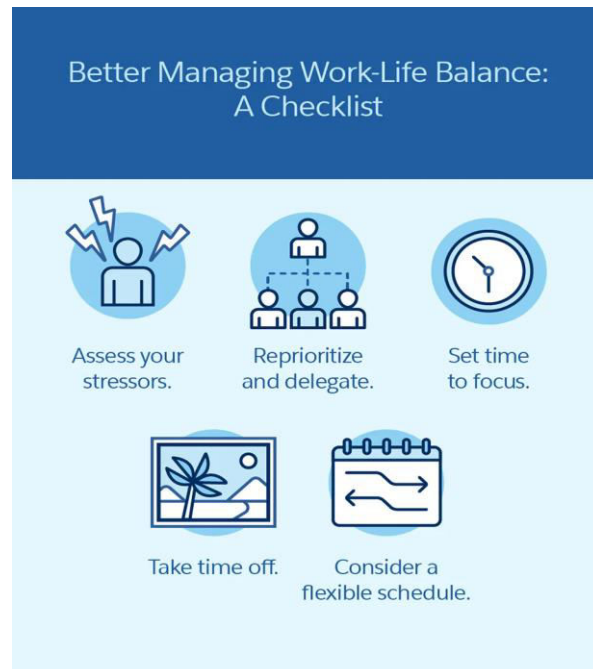 Better Managing Work-Life Balance:
A Checklist
Assess your
stressors.
Reprioritize
and delegate.
Set time
to focus.
Take time off.
Consider a
flexible schedule.